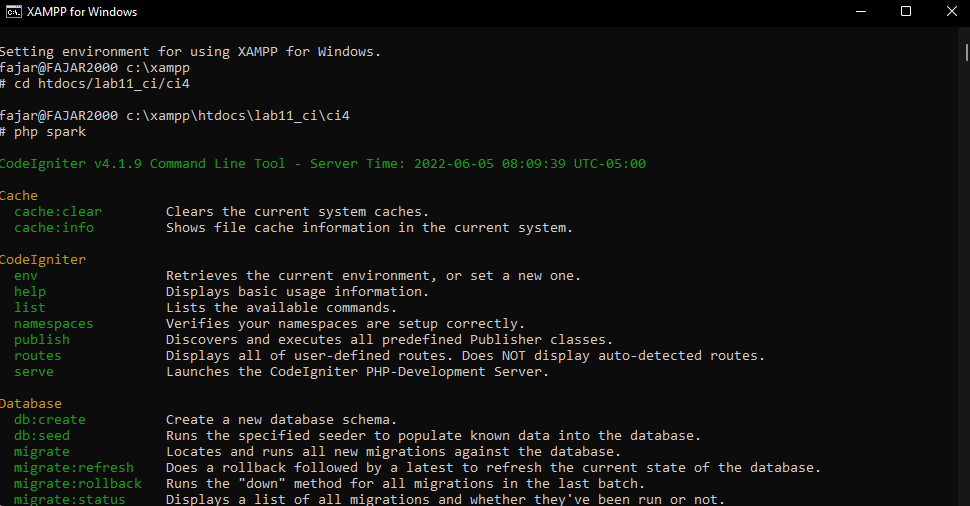 XAMPP for Windows
Setting environment for using XAMPP for Windows.
fajar@FAJAR2000 c:\xampp
# cd htdocs/lab11_ci/ci4
fajar@FAJAR2000 c:\xampp\htdocs\lab11_ci\ci4
# php spark
CodeIgniter v4.1.9 Command Line Tool - Server Time: 2022-06-05 08:09:39 UTC-05:00
Cache
cache:clear Clears the current system caches.
cache:info Shows file cache information in the current system.
CodeIgniter
env Retrieves the current environment, or set a new one.
help Displays basic usage information.
list Lists the available commands.
namespaces Verifies your namespaces are setup correctly.
publish Discovers and executes all predefined Publisher classes.
routes Displays all of user-defined routes. Does NOT display auto-detected routes.
serve Launches the CodeIgniter PHP-Development Server.
Database
db:create Create a new database schema.
db:seed Runs the specified seeder to populate known data into the database.
migrate Locates and runs all new migrations against the database.
migrate:refresh Does a rollback followed by a latest to refresh the current state of the database.
migrate:rollback Runs the "down" method for all migrations in the last batch.
migrate:status Displays a list of all migrations and whether they've been run or not.